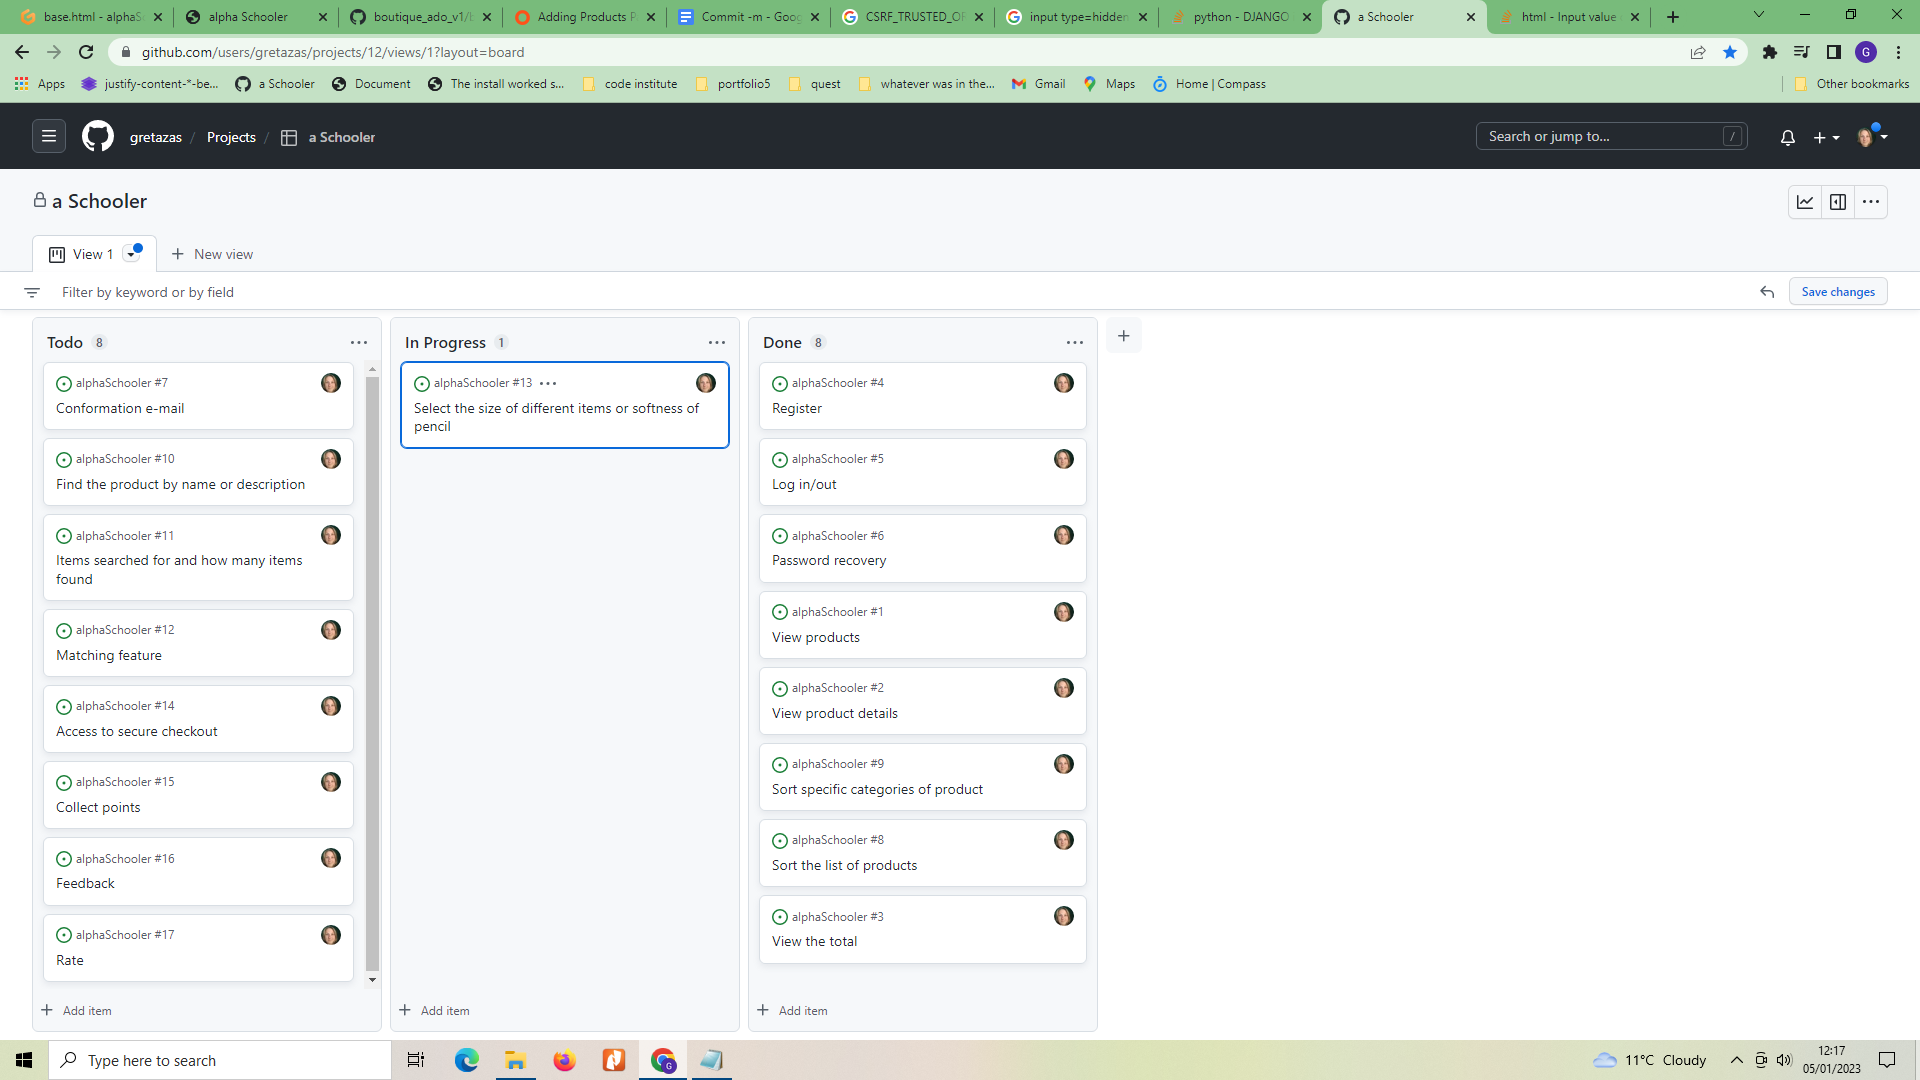 base.html - alphaS
alpha Schooler
boutique_ado_v1/b
Adding Products P
Commit -m - Goog
CSRF_TRUSTED_OR
input type=hidden
python - DJANGO
a Schooler
html - Input value
github.com/users/gretazas/projects/12/views/1?layout=board
G
Apps
justify-content-*-be...
a Schooler
Document
The install worked s...
code institute
portfolio5
quest
whatever was in the...
Gmail
Maps
Home | Compass
Other bookmarks
gretazas / Projects / a Schooler
Search or jump to...
/
a Schooler
View 1
New view
Filter by keyword or by field
Save changes
Todo 8
alphaSchooler #7
Conformation e-mail
alphaSchooler #10
Find the product by name or description
alphaSchooler #11
Items searched for and how many items
found
alphaSchooler #12
Matching feature
alphaSchooler #14
Access to secure checkout
alphaSchooler #15
Collect points
alphaSchooler #16
Feedback
alphaSchooler #17
Rate
Add item
In Progress 1
alphaSchooler #13
Select the size of different items or softness of
pencil
Add item
Done 8
alphaSchooler #4
Register
alphaSchooler #5
Log in/out
alphaSchooler #6
Password recovery
alphaSchooler #1
View products
alphaSchooler #2
View product details
alphaSchooler #9
Sort specific categories of product
alphaSchooler #8
Sort the list of products
alphaSchooler #3
View the total
Add item
Type here to search
G
11°C Cloudy
12:17
05/01/2023